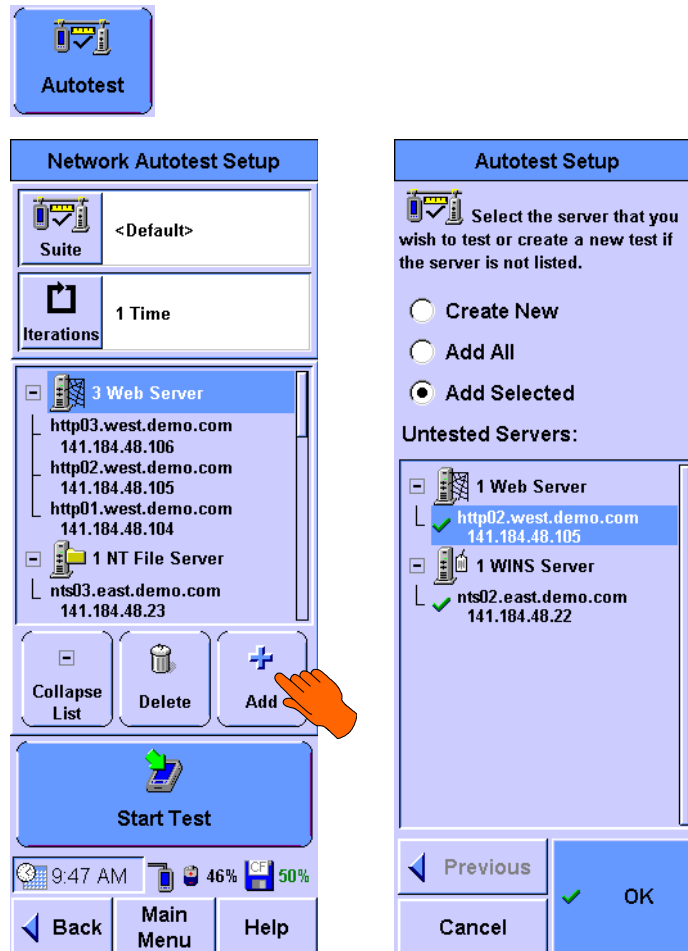 Autotest
Network Autotest Setup
Suite
<Default>
Iterations
1 Time
3 Web Server
http03.west.demo.com
141.184.48.106
http02.west.demo.com
141.184.48.105
http01.west.demo.com
141.184.48.104
1 NT File Server
nts03.east.demo.com
141.184.48.23
Collapse
List
Delete
Add
Start Test
9:47 AM
46%
CF
50%
Back
Main
Menu
Help
Autotest Setup
Select the server that you
wish to test or create a new test if
the server is not listed.
Create New
Add All
Add Selected
Untested Servers:
1 Web Server
http02.west.demo.com
141.184.48.105
1 WINS Server
nts02.east.demo.com
141.184.48.22
Previous
Cancel
OK